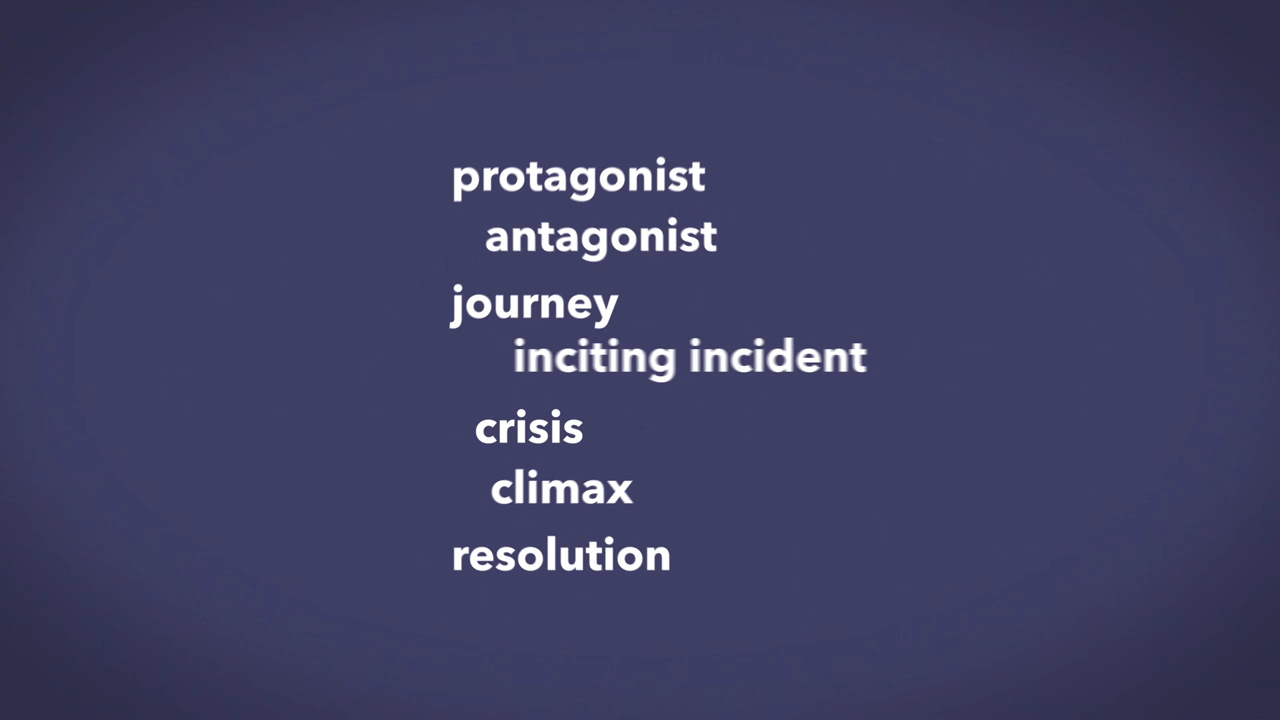 protagonist
antagonist
journey
inciting incident
crisis
climax
resolution